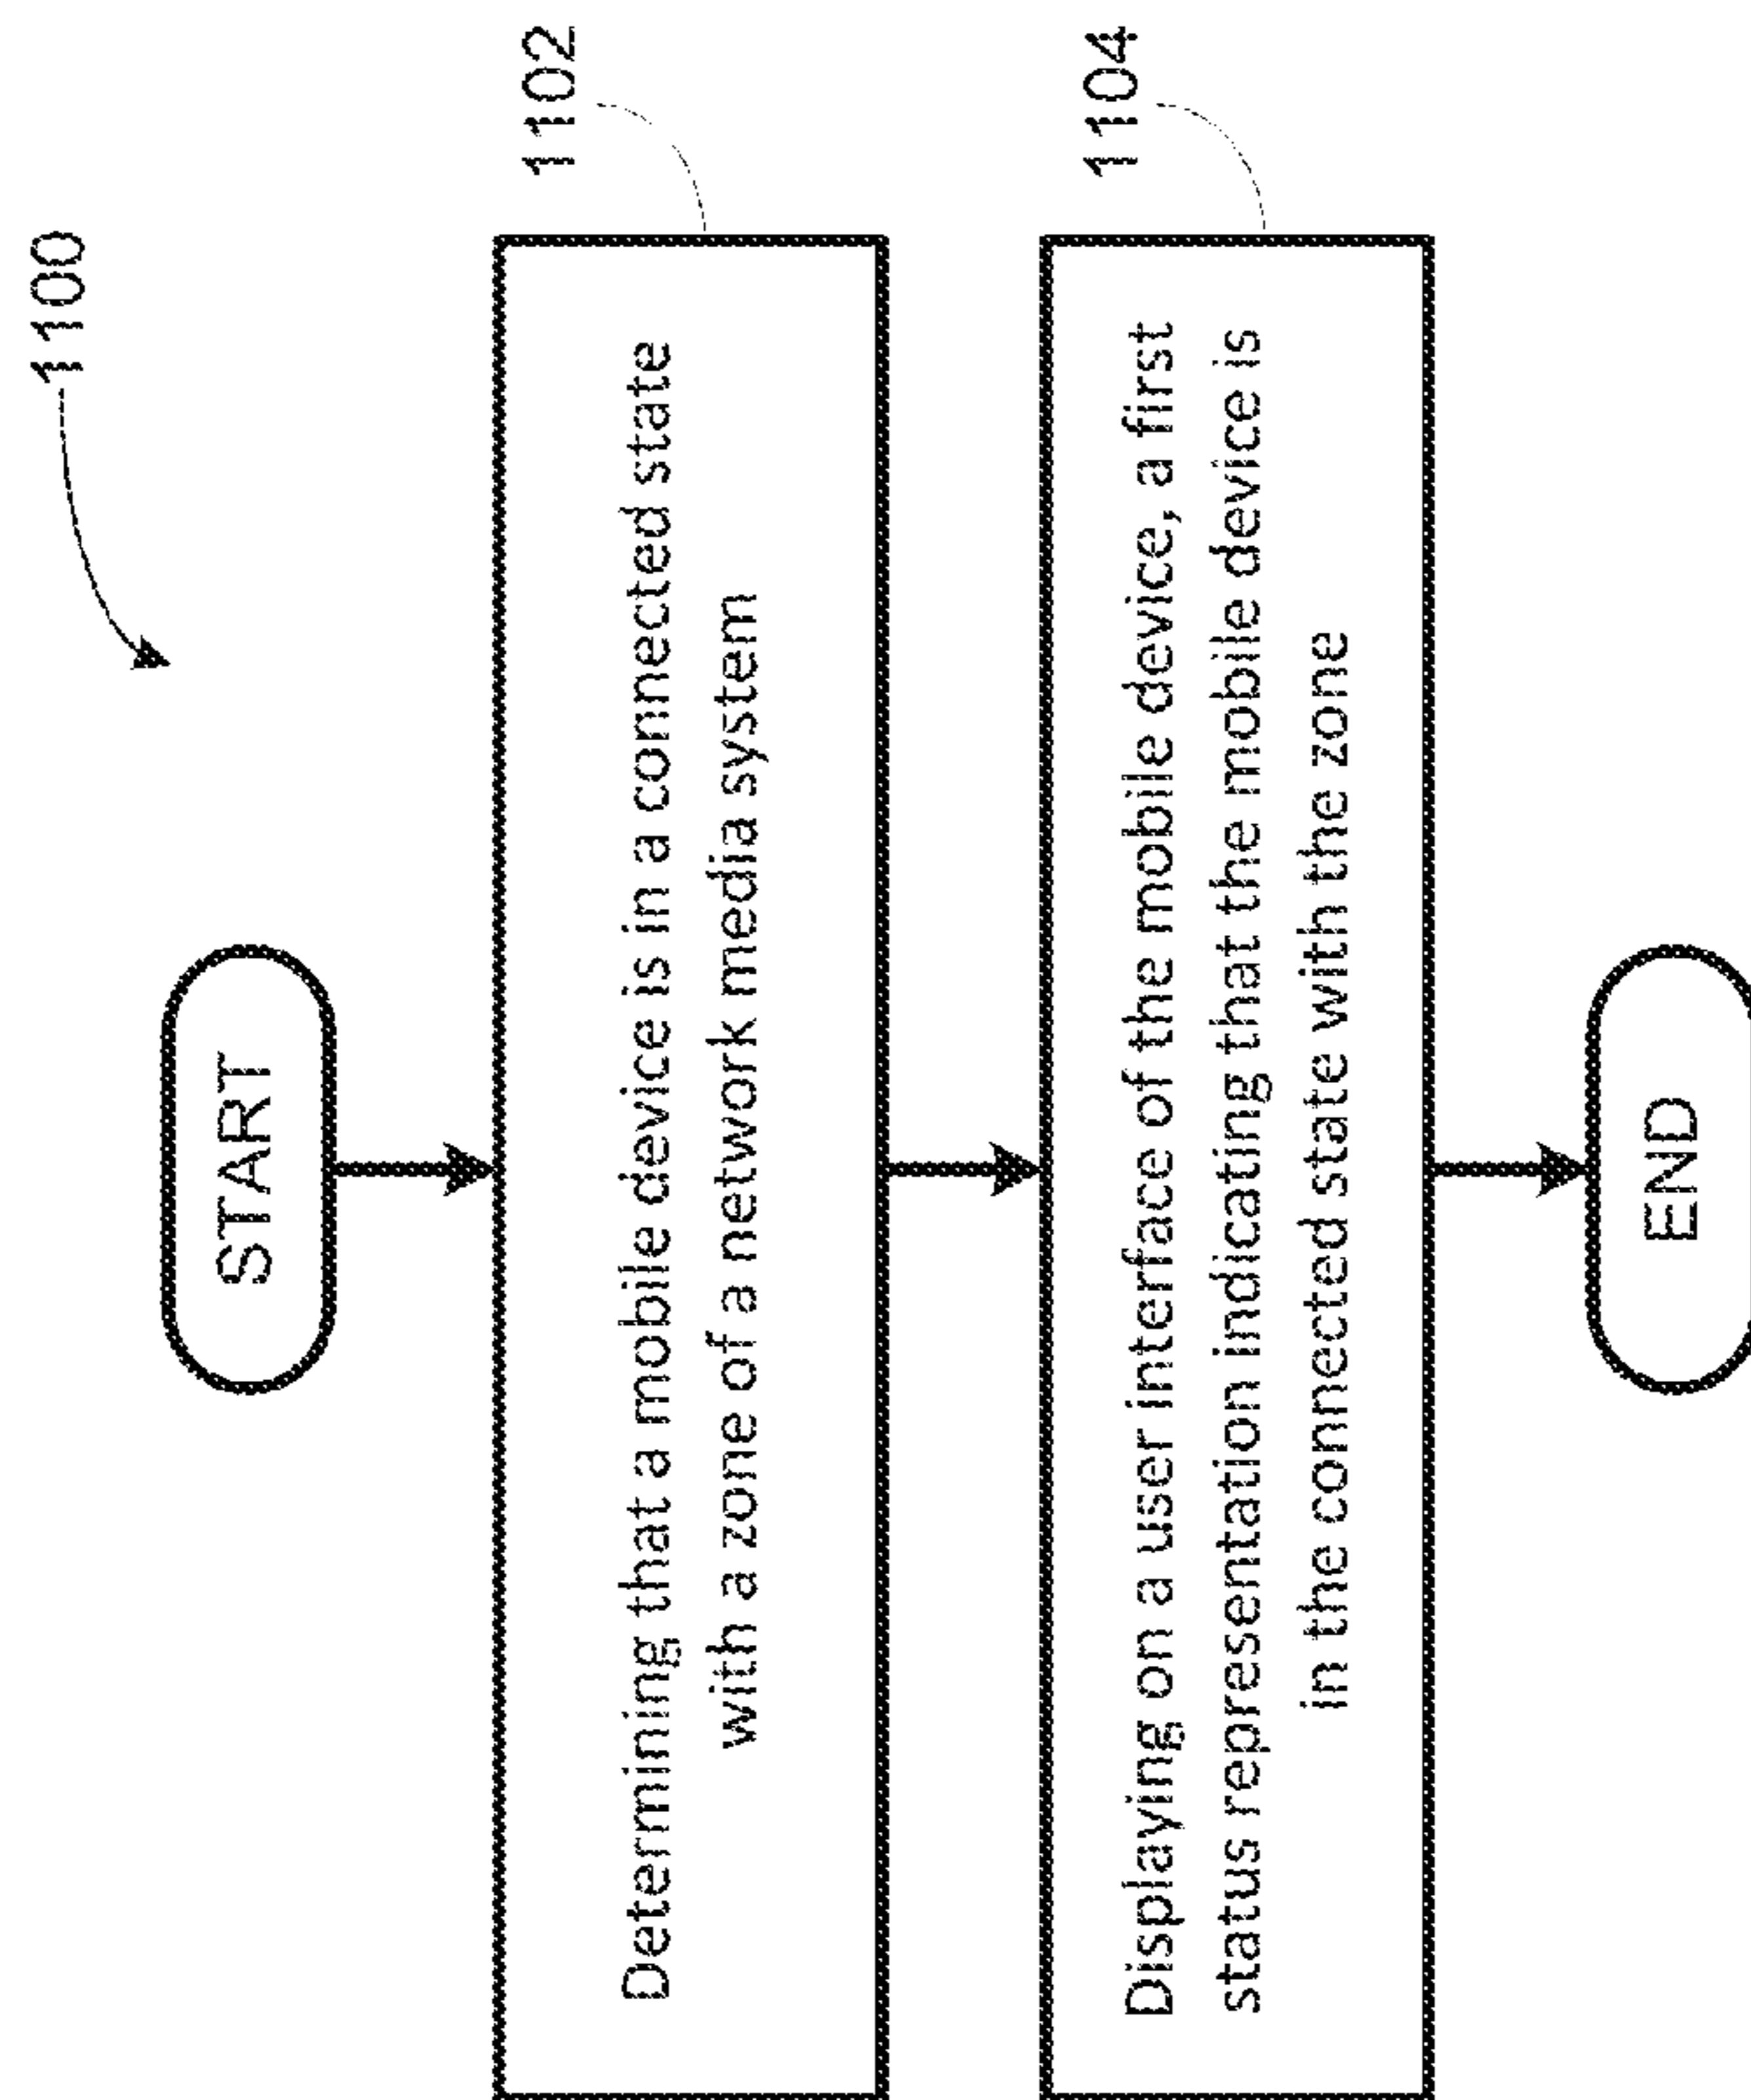 1100
START
1102
Determining that a mobile device is in a connected state
with a zone of a network media system
1104
Displaying on a user interface of the mobile device, a first
status representation indicating that the mobile device is
in the connected state with the zone
END